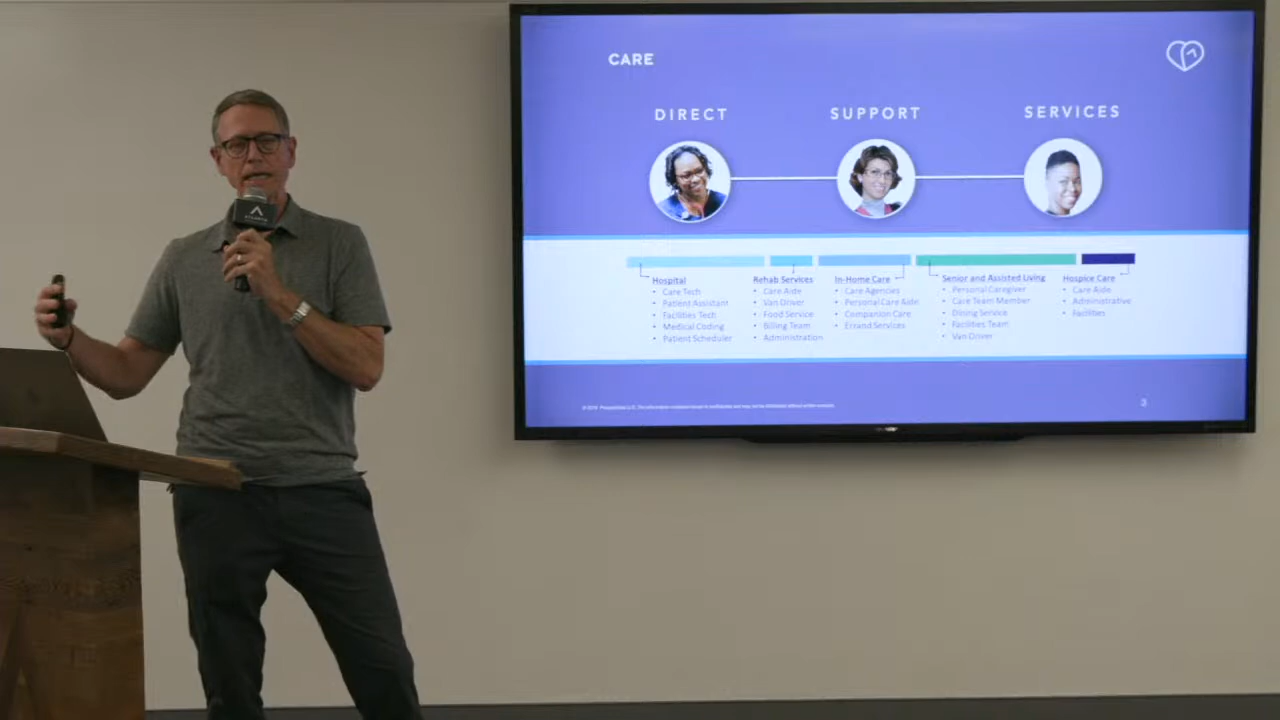 CARE
DIRECT
SUPPORT
SERVICES
Hospital
• Care Tech
• Patient Assistant
• Facilities Tech
• Medical Coding
• Patient Scheduler
Rehab Services
• Care Aide
• Van Driver
• Food Service
• Billing Team
• Administration
In-Home Care
• Care Agencies
• Personal Care Aide
• Companion Care
• Errand Services
Senior and Assisted Living
• Personal Caregiver
• Care Team Member
• Dining Service
• Facilities Team
• Van Driver
Hospice Care
• Care Aide
• Administrative
• Facilities
3